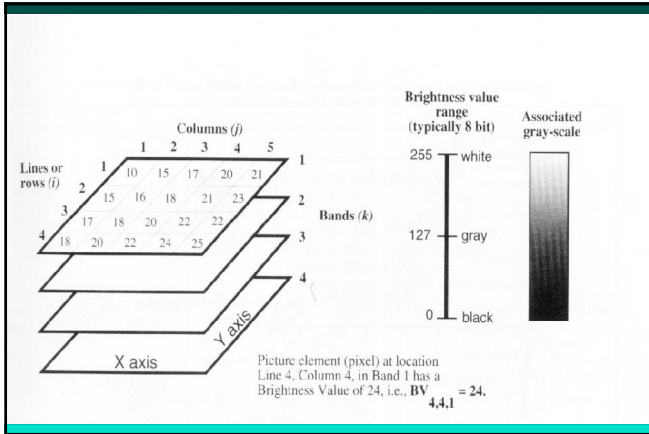 Columns (j)
1 2 3 4 5
Lines or
rows (i)
1 10 15 17 20 21
2 15 16 18 21 23
3 17 18 20 22 22
4 18 20 22 24 25
1
2
Bands (k)
3
4
X axis
Y axis
Brightness value
range
(typically 8 bit)
255 white
127 gray
0 black
Associated
gray-scale
Picture element (pixel) at location
Line 4, Column 4, in Band 1 has a
Brightness Value of 24, i.e., BV4,4,1 = 24.